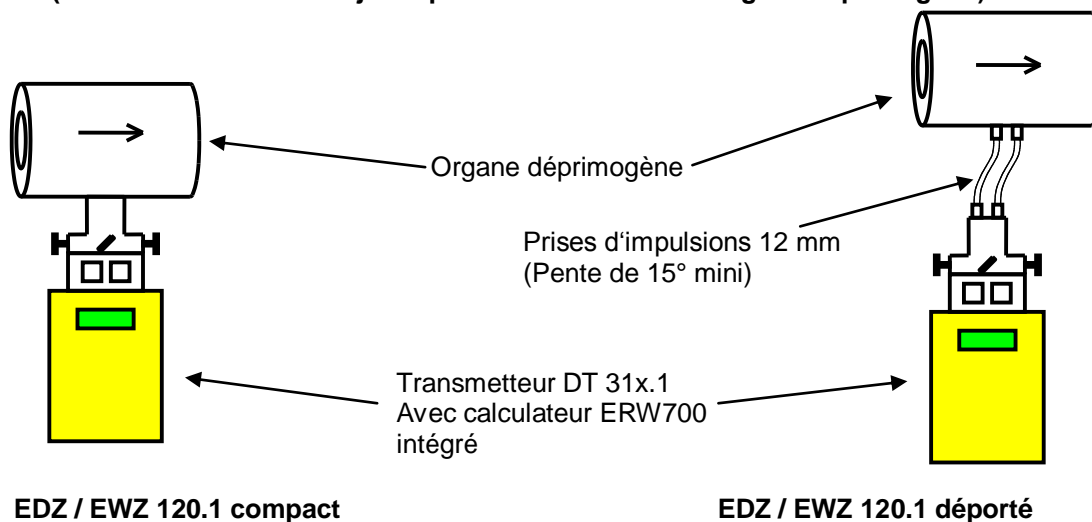 Organe déprimogène
Prises d‘impulsions 12 mm
(Pente de 15° mini)
Transmetteur DT 31x.1
Avec calculateur ERW700
intégré
EDZ / EWZ 120.1 compact
EDZ / EWZ 120.1 déporté